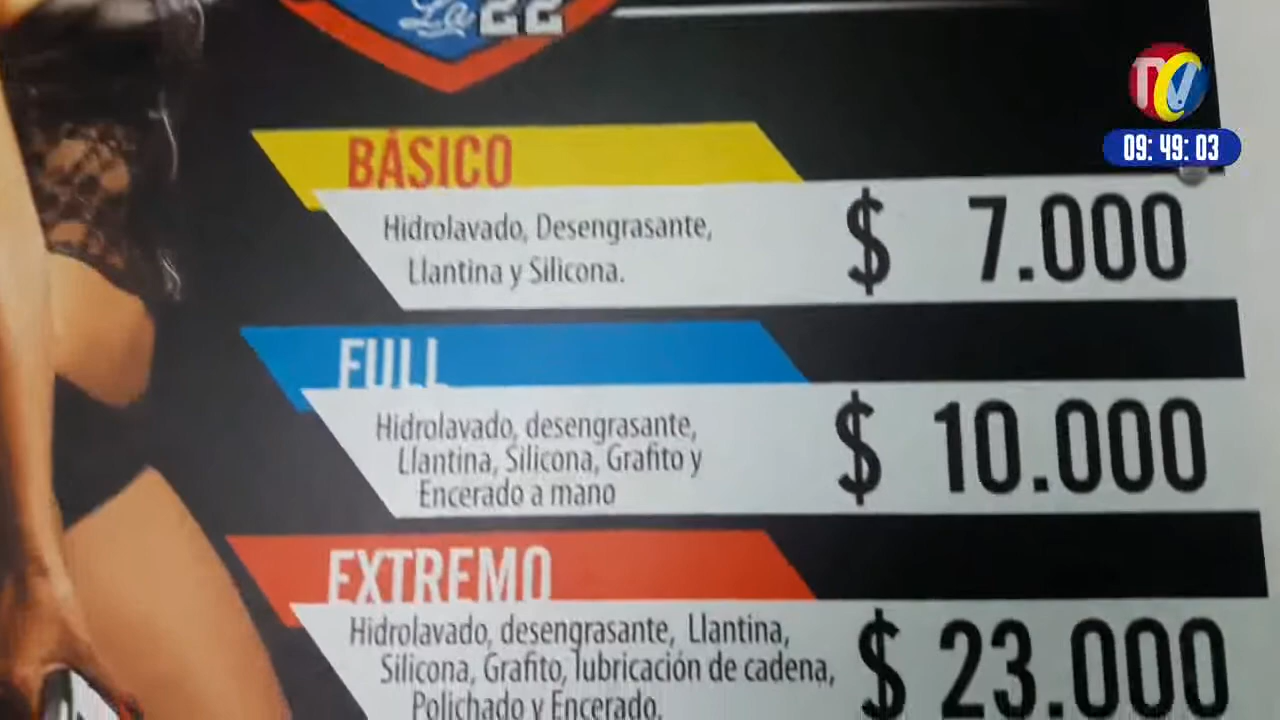 La 22
TVC
09: 49: 03
BÁSICO
Hidrolavado, Desengrasante,
Llantina y Silicona.
$ 7.000
FULL
Hidrolavado, desengrasante,
Llantina, Silicona, Grafito y
Encerado a mano
$ 10.000
EXTREMO
Hidrolavado, desengrasante, Llantina,
Silicona, Grafito, lubricación de cadena,
Polichado y Encerado.
$ 23.000